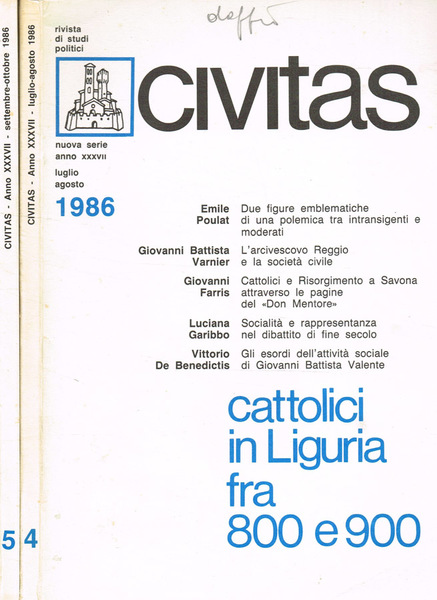 CIVITAS - Anno XXXVII - settembre-ottobre 1986
5
CIVITAS - Anno XXXVII - luglio-agosto 1986
4
rivista
di studi
politici
CIVITAS
nuova serie
anno XXXVII
luglio
agosto
1986
Emile Due figure emblematiche
Poulat di una polemica tra intransigenti e
moderati
Giovanni Battista L'arcivescovo Reggio
Varnier e la società civile
Giovanni Cattolici e Risorgimento a Savona
Farris attraverso le pagine
del «Don Mentore»
Luciana Socialità e rappresentanza
Garibbo nel dibattito di fine secolo
Vittorio Gli esordi dell'attività sociale
De Benedictis di Giovanni Battista Valente
cattolici
in Liguria
fra
800 e 900